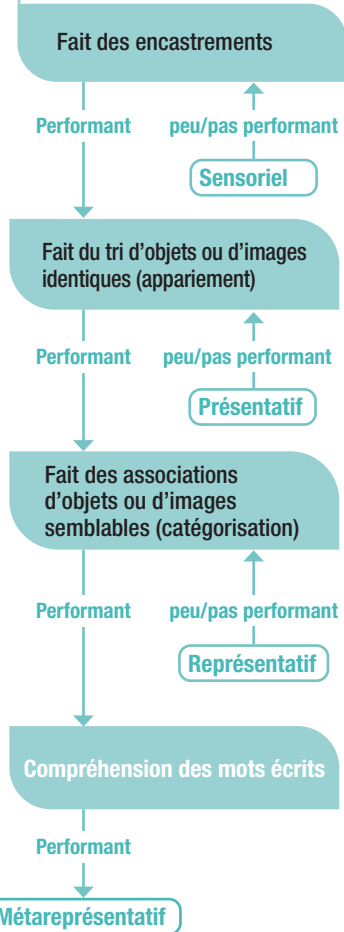 Fait des encastrements
Performant
peu/pas performant
Sensoriel
Fait du tri d’objets ou d’images
identiques (appariement)
Performant
peu/pas performant
Présentatif
Fait des associations
d’objets ou d’images
semblables (catégorisation)
Performant
peu/pas performant
Représentatif
Compréhension des mots écrits
Performant
Métareprésentatif